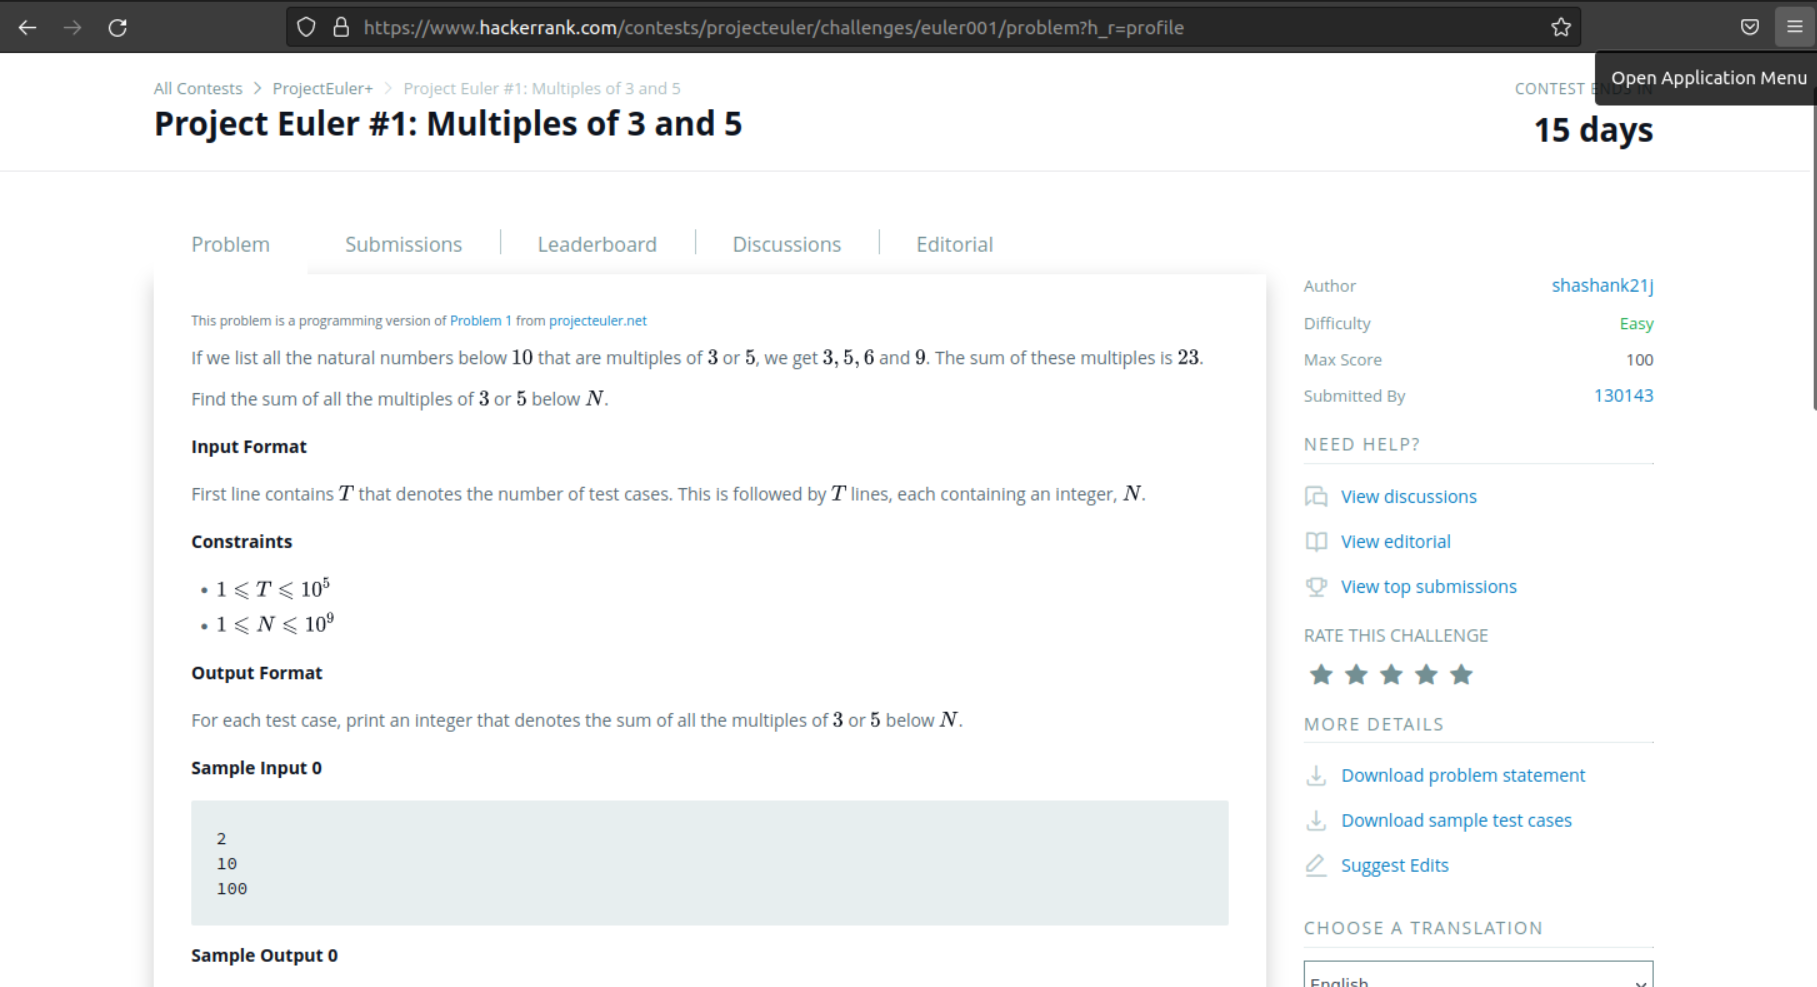 https://www.hackerrank.com/contests/projecteuler/challenges/euler001/problem?h_r=profile
Open Application Menu
All Contests > ProjectEuler+ > Project Euler #1: Multiples of 3 and 5
CONTEST ENDS IN
Project Euler #1: Multiples of 3 and 5
15 days
Problem
Submissions
Leaderboard
Discussions
Editorial
This problem is a programming version of Problem 1 from projecteuler.net
If we list all the natural numbers below 10 that are multiples of 3 or 5, we get 3, 5, 6 and 9. The sum of these multiples is 23.
Find the sum of all the multiples of 3 or 5 below N.
Input Format
First line contains T that denotes the number of test cases. This is followed by T lines, each containing an integer, N.
Constraints
• 1 ⩽ T ⩽ 10⁵
• 1 ⩽ N ⩽ 10⁹
Output Format
For each test case, print an integer that denotes the sum of all the multiples of 3 or 5 below N.
Sample Input 0
2
10
100
Sample Output 0
Author shashank21j
Difficulty Easy
Max Score 100
Submitted By 130143
NEED HELP?
View discussions
View editorial
View top submissions
RATE THIS CHALLENGE
MORE DETAILS
Download problem statement
Download sample test cases
Suggest Edits
CHOOSE A TRANSLATION
English